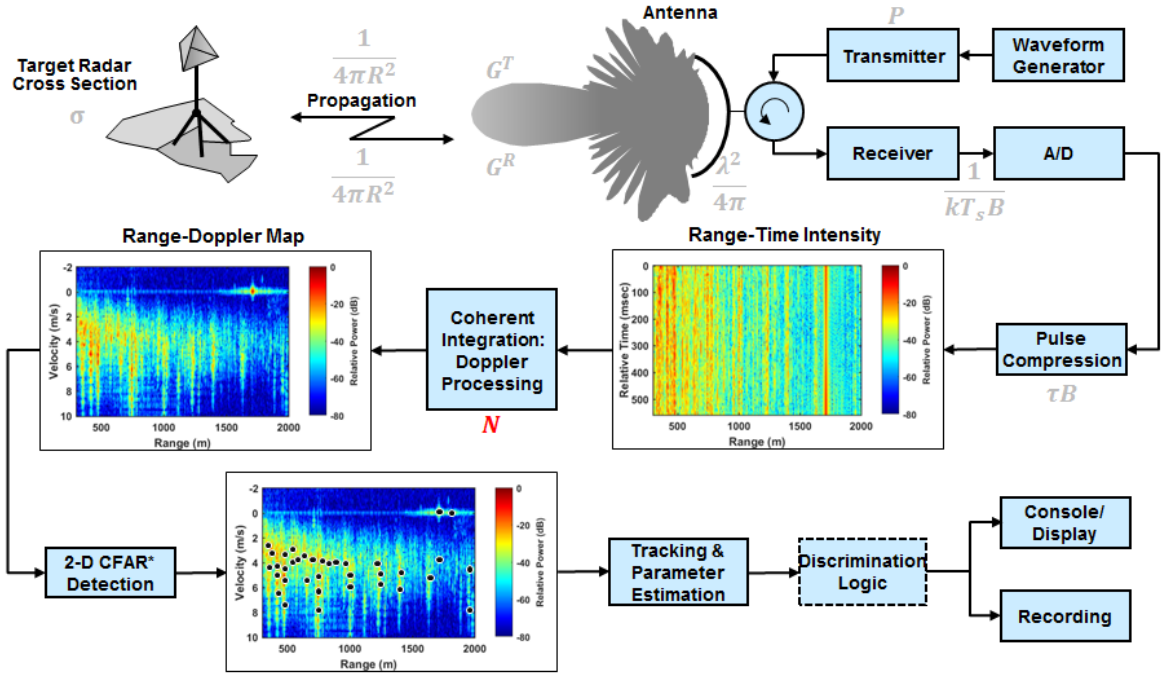 Antenna
P
Target Radar
Cross Section
σ
1
4πR²
Propagation
1
4πR²
G^T
G^R
λ²
4π
Transmitter
Waveform
Generator
Receiver
A/D
1
kT_sB
Range-Doppler Map
-2
0
2
4
6
8
10
Velocity (m/s)
500
1000
1500
2000
Range (m)
0
-20
-40
-60
-80
Relative Power (dB)
Coherent
Integration:
Doppler
Processing
N
Range-Time Intensity
0
100
200
300
400
500
Relative Time (msec)
500
1000
1500
2000
Range (m)
0
-20
-40
-60
-80
Relative Power (dB)
Pulse
Compression
τB
2-D CFAR*
Detection
-2
0
2
4
6
8
10
Velocity (m/s)
500
1000
1500
2000
Range (m)
0
-20
-40
-60
-80
Relative Power (dB)
Tracking &
Parameter
Estimation
Discrimination
Logic
Console/
Display
Recording